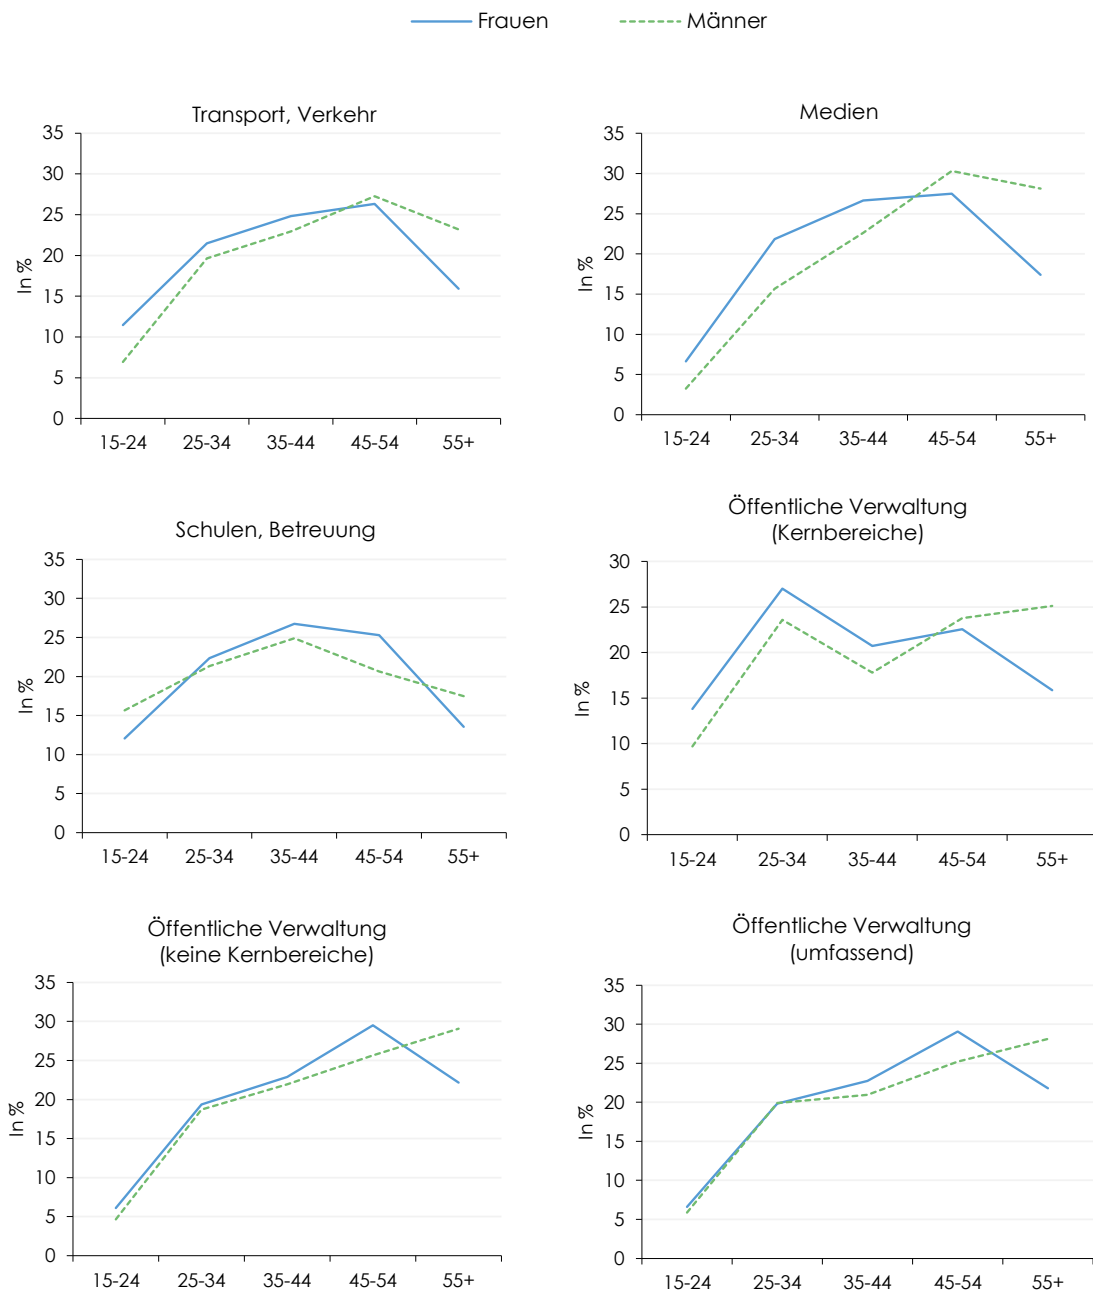 Frauen Männer
Transport, Verkehr
35
30
25
20
15
10
5
0
In %
15-24 25-34 35-44 45-54 55+
Medien
35
30
25
20
15
10
5
0
In %
15-24 25-34 35-44 45-54 55+
Schulen, Betreuung
35
30
25
20
15
10
5
0
In %
15-24 25-34 35-44 45-54 55+
Öffentliche Verwaltung
(Kernbereiche)
30
25
20
15
10
5
0
In %
15-24 25-34 35-44 45-54 55+
Öffentliche Verwaltung
(keine Kernbereiche)
35
30
25
20
15
10
5
0
In %
15-24 25-34 35-44 45-54 55+
Öffentliche Verwaltung
(umfassend)
35
30
25
20
15
10
5
0
In %
15-24 25-34 35-44 45-54 55+